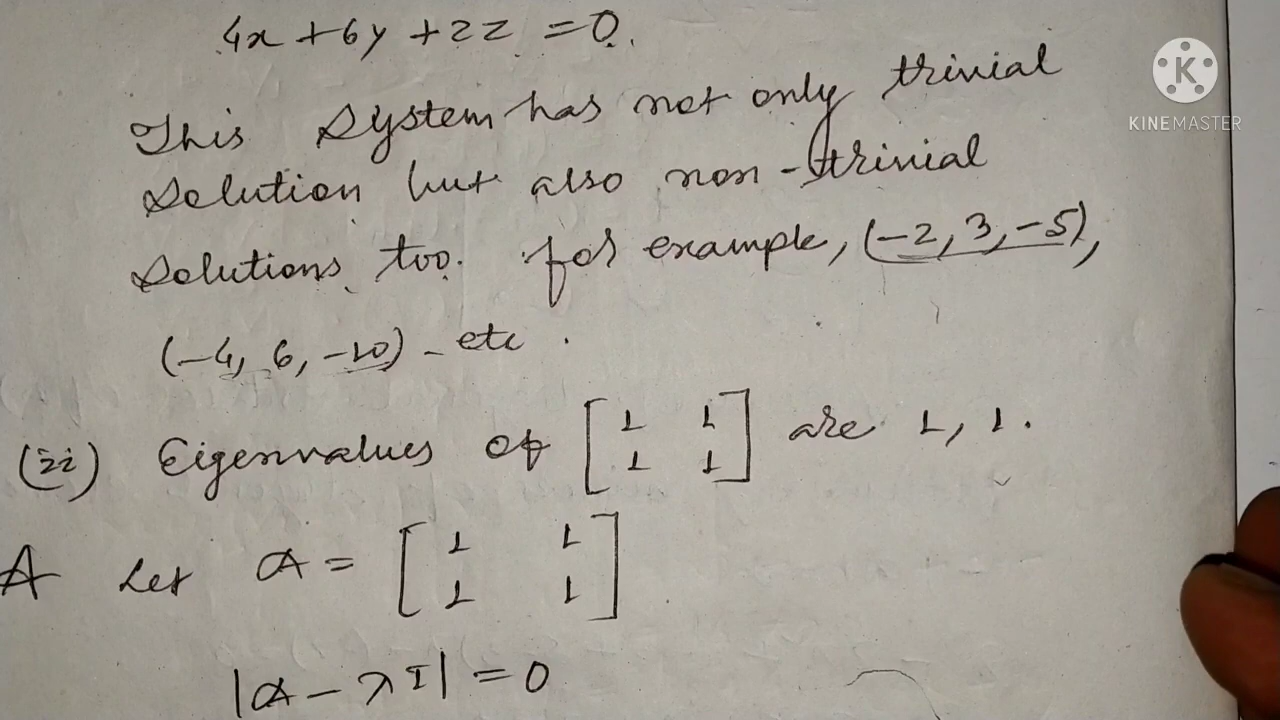 4x + 6y + 2z = 0.
KINEMASTER
This system has not only trivial
solution but also non-trivial
solutions too. for example, (-2, 3, -5),
(-4, 6, -10) - etc.
(ii) Eigenvalues of [1 1
1 1] are 1, 1.
A Let A = [1 1
1 1]
|A - λI| = 0